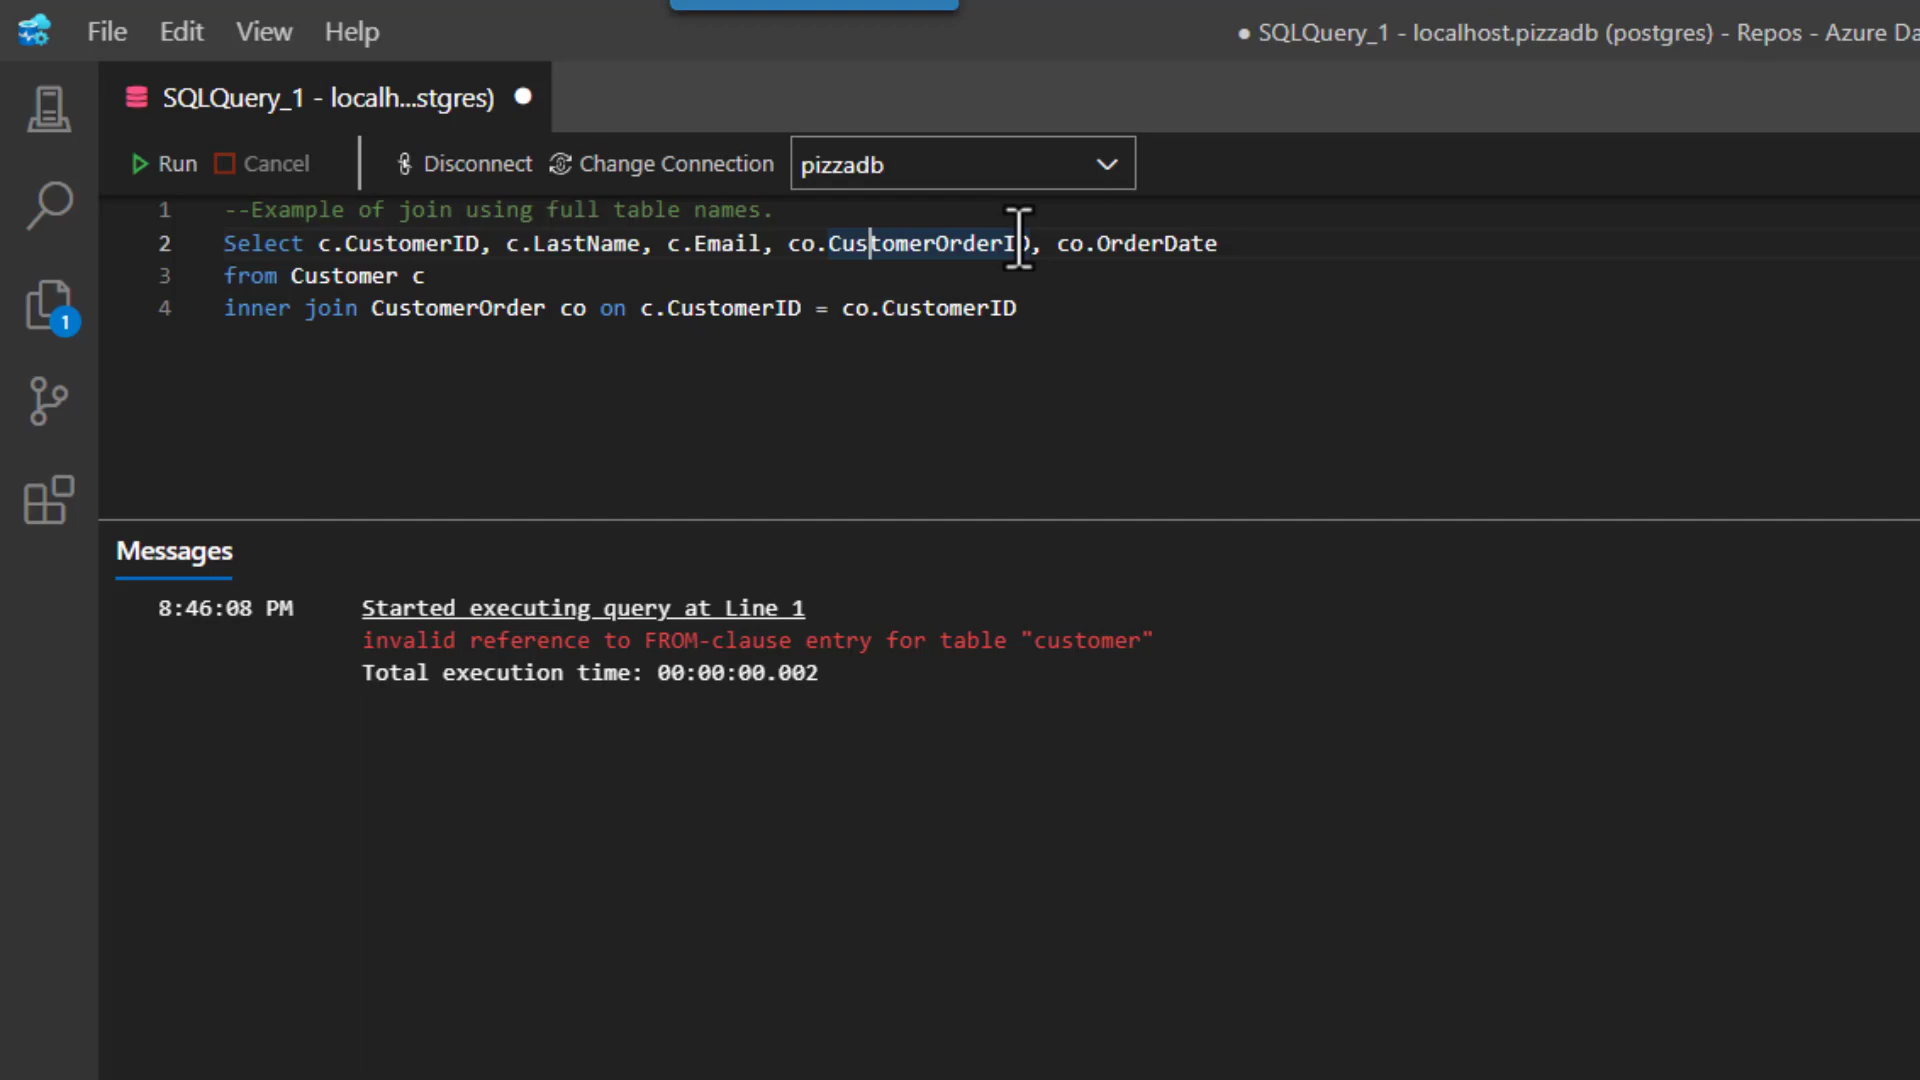 File Edit View Help
● SQLQuery_1 - localhost.pizzadb (postgres) - Repos - Azure Da
SQLQuery_1 - localh...stgres) ●
Run Cancel Disconnect Change Connection pizzadb
1 --Example of join using full table names.
2 Select c.CustomerID, c.LastName, c.Email, co.CustomerOrderID, co.OrderDate
3 from Customer c
4 inner join CustomerOrder co on c.CustomerID = co.CustomerID
1
Messages
8:46:08 PM Started executing query at Line 1
invalid reference to FROM-clause entry for table "customer"
Total execution time: 00:00:00.002